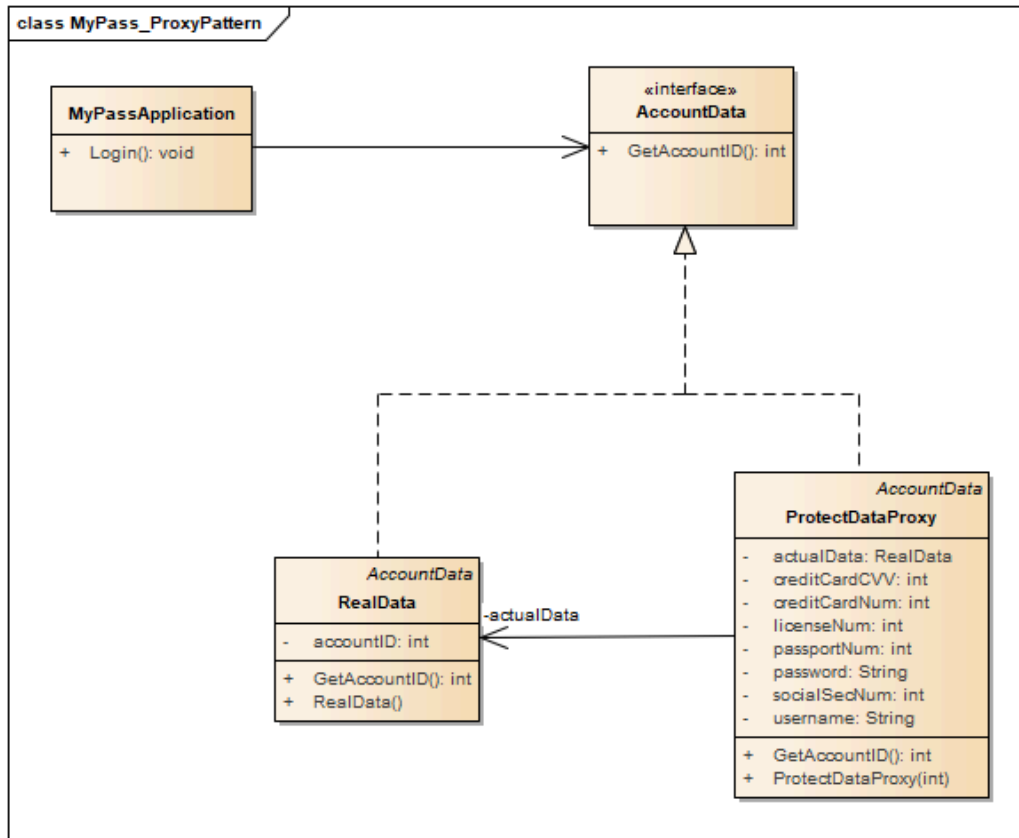 class MyPass_ProxyPattern
MyPassApplication
+ Login(): void
«interface»
AccountData
+ GetAccountID(): int
AccountData
RealData
- accountID: int
+ GetAccountID(): int
+ RealData()
-actualData
AccountData
ProtectDataProxy
- actualData: RealData
- creditCardCVV: int
- creditCardNum: int
- licenseNum: int
- passportNum: int
- password: String
- socialSecNum: int
- username: String
+ GetAccountID(): int
+ ProtectDataProxy(int)